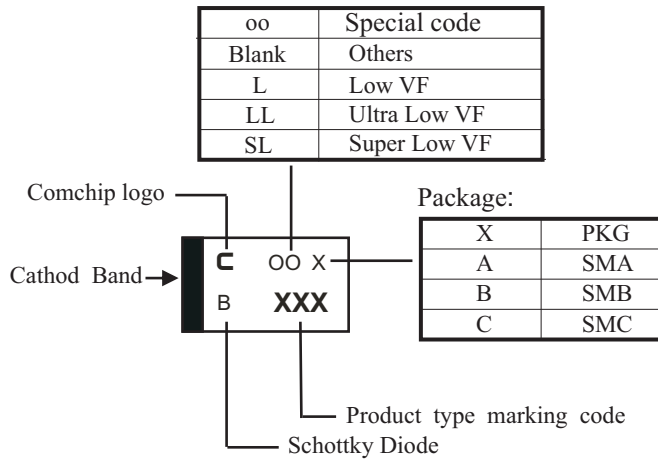 oo Special code
Blank Others
L Low VF
LL Ultra Low VF
SL Super Low VF
Comchip logo
Package:
X PKG
A SMA
B SMB
C SMC
Cathod Band
C OO X
B XXX
Product type marking code
Schottky Diode